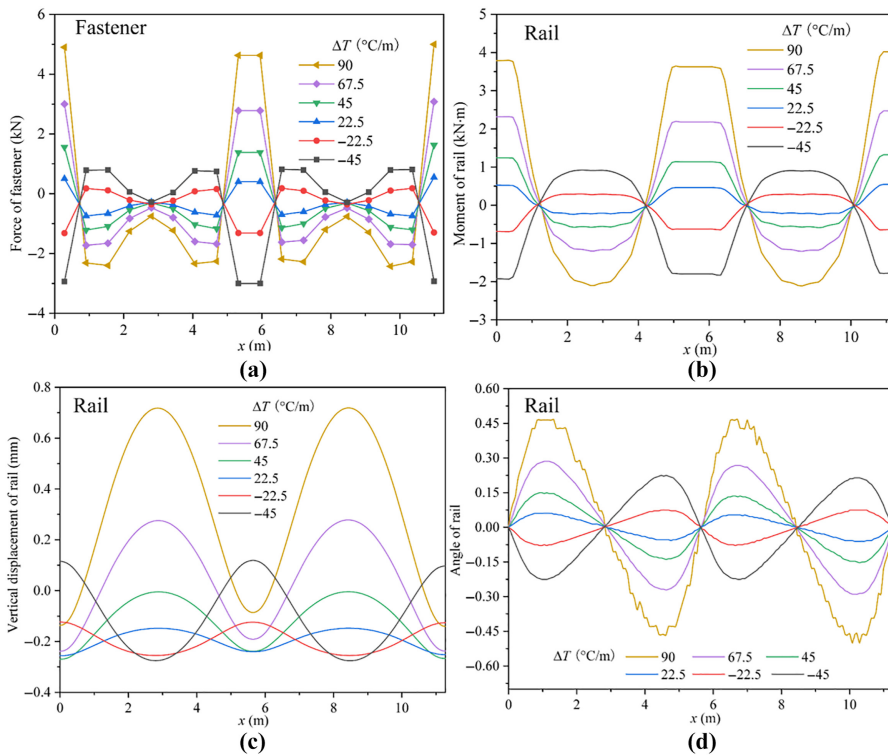 Fastener
ΔT (°C/m)
90
67.5
45
22.5
−22.5
−45
Force of fastener (kN)
6
4
2
0
−2
−4
0 2 4 6 8 10
x (m)
(a)
Rail
ΔT (°C/m)
90
67.5
45
22.5
−22.5
−45
Moment of rail (kN·m)
5
4
3
2
1
0
−1
−2
−3
0 2 4 6 8 10
x (m)
(b)
Rail
ΔT (°C/m)
90
67.5
45
22.5
−22.5
−45
Vertical displacement of rail (mm)
0.8
0.6
0.4
0.2
0.0
−0.2
−0.4
0 2 4 6 8 10
x (m)
(c)
Rail
Angle of rail
0.60
0.45
0.30
0.15
0.00
−0.15
−0.30
−0.45
−0.60
ΔT (°C/m)
90 67.5 45
22.5 −22.5 −45
0 2 4 6 8 10
x (m)
(d)